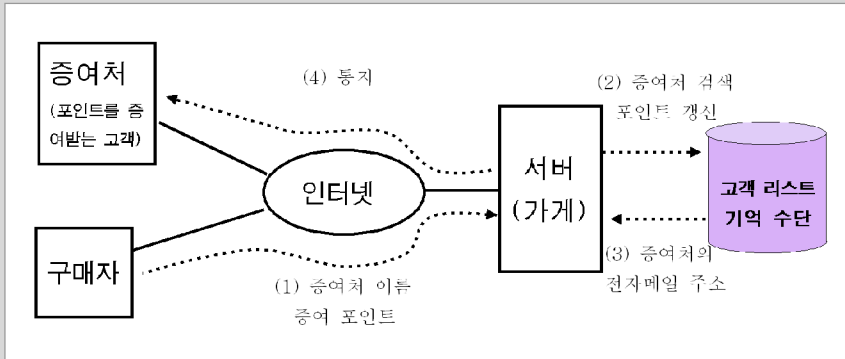 증여처
(포인트를 증
여받는 고객)
(4) 통지
(2) 증여처 검색
포인트 갱신
인터넷
서버
(가게)
고객 리스트
기억 수단
구매자
(1) 증여처 이름
증여 포인트
(3) 증여처의
전자메일 주소